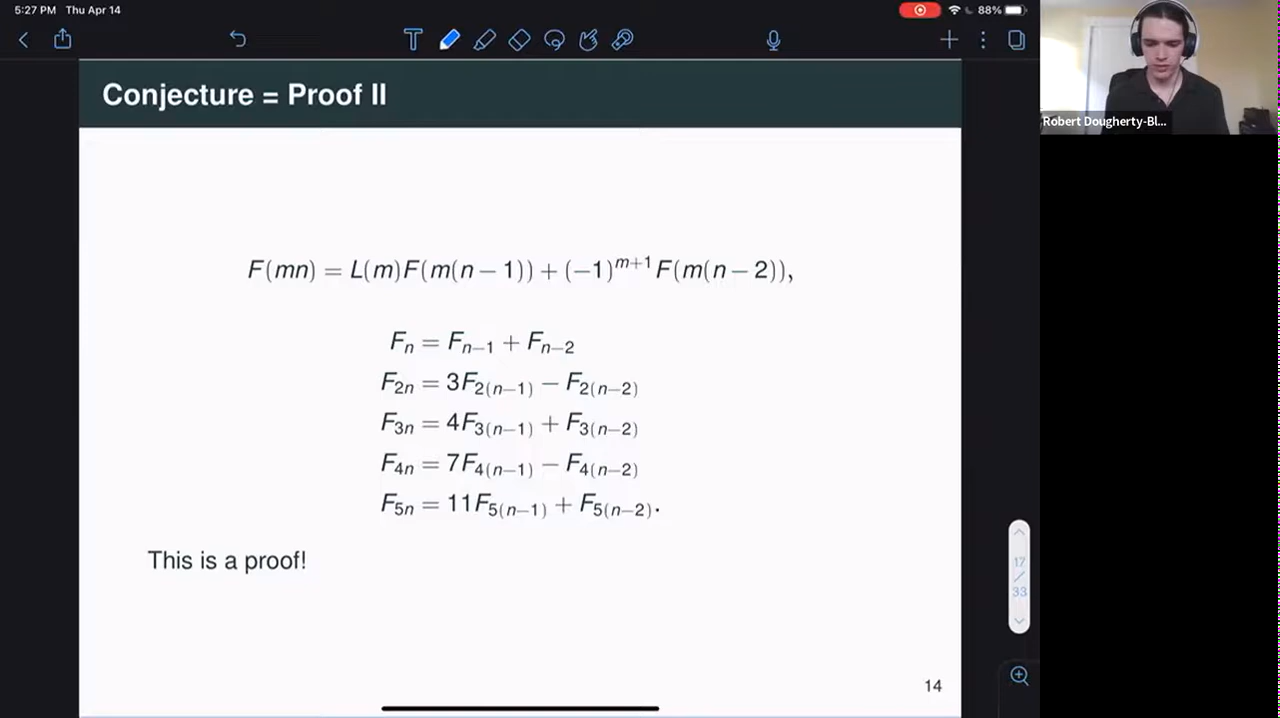 5:27 PM Thu Apr 14
88%
Robert Dougherty-Bl...
Conjecture = Proof II
F(mn) = L(m)F(m(n − 1)) + (−1)^{m+1} F(m(n − 2)),
F_n = F_{n−1} + F_{n−2}
F_{2n} = 3F_{2(n−1)} − F_{2(n−2)}
F_{3n} = 4F_{3(n−1)} + F_{3(n−2)}
F_{4n} = 7F_{4(n−1)} − F_{4(n−2)}
F_{5n} = 11F_{5(n−1)} + F_{5(n−2)}.
This is a proof!
17
/
33
14